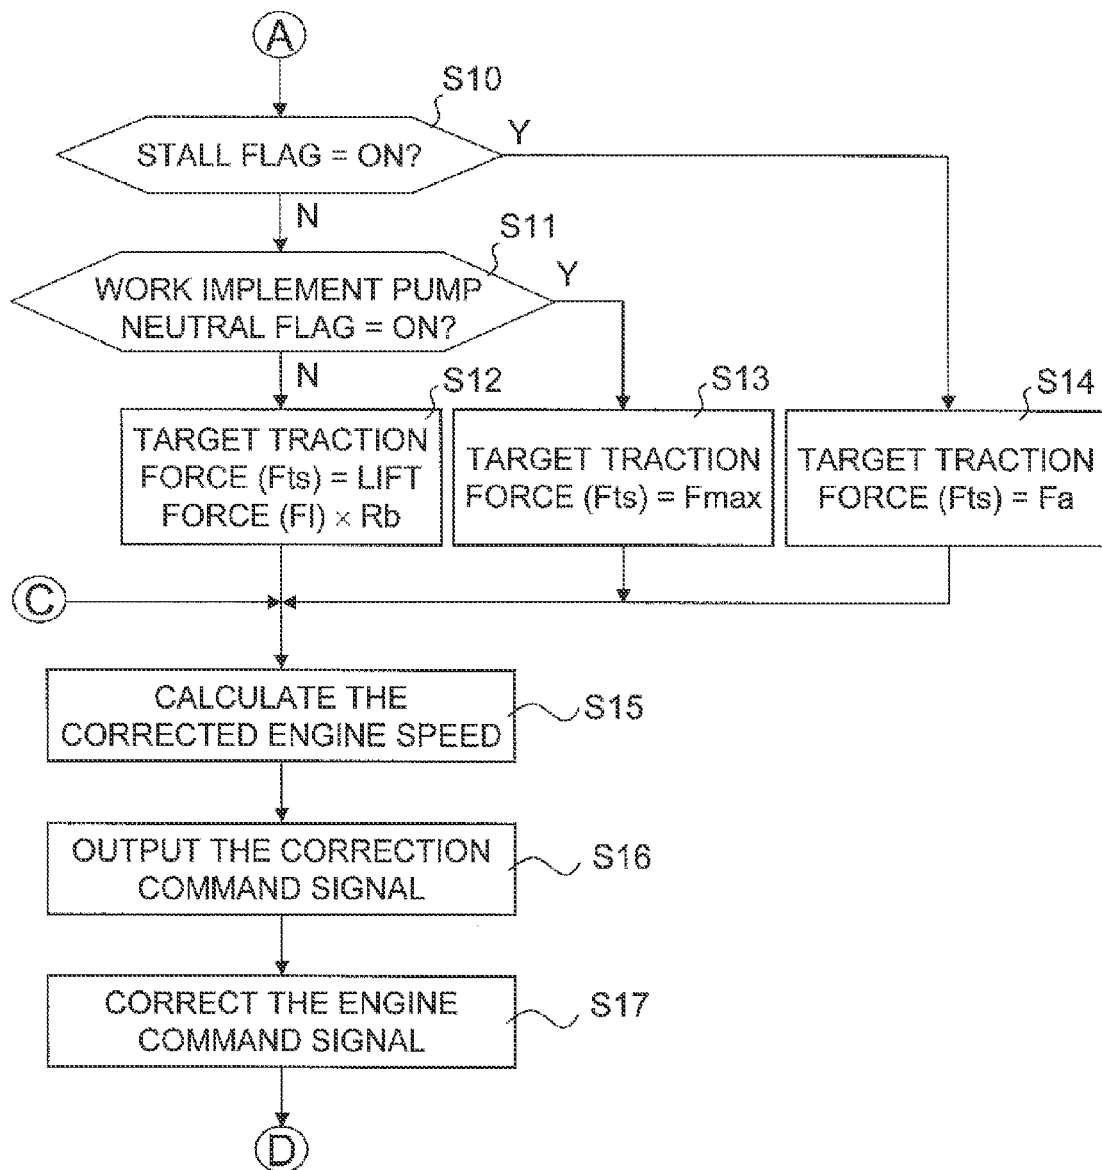 A
S10
STALL FLAG = ON?
Y
N
S11
WORK IMPLEMENT PUMP
NEUTRAL FLAG = ON?
Y
N
S12
TARGET TRACTION
FORCE (Fts) = LIFT
FORCE (Fl) × Rb
S13
TARGET TRACTION
FORCE (Fts) = Fmax
S14
TARGET TRACTION
FORCE (Fts) = Fa
C
CALCULATE THE
CORRECTED ENGINE SPEED
S15
OUTPUT THE CORRECTION
COMMAND SIGNAL
S16
CORRECT THE ENGINE
COMMAND SIGNAL
S17
D